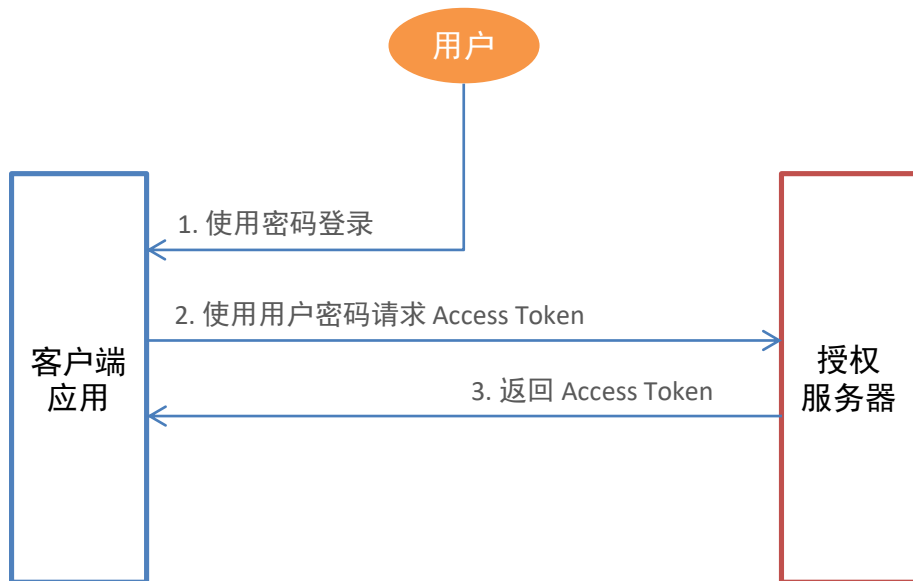 用户
1. 使用密码登录
2. 使用用户密码请求 Access Token
3. 返回 Access Token
客户端
应用
授权
服务器